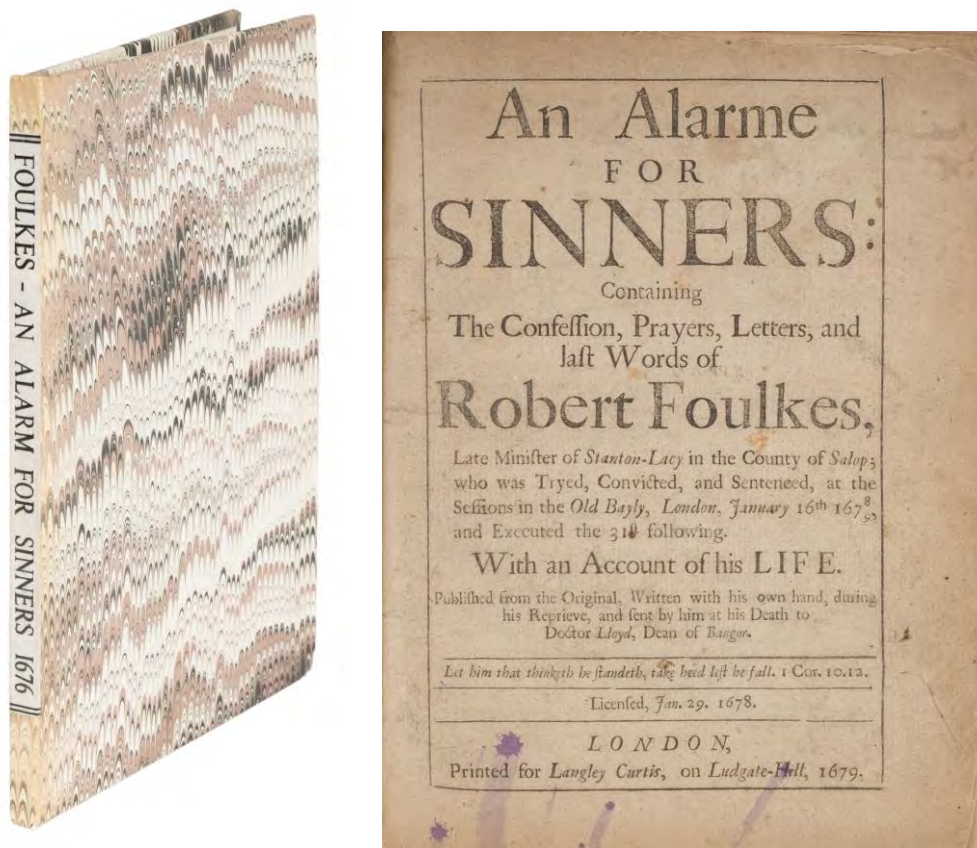 FOULKES - AN ALARM FOR SINNERS 1676
An Alarme
FOR
SINNERS:
Containing
The Confeſſion, Prayers, Letters, and
laſt Words of
Robert Foulkes,
Late Miniſter of Stanton-Lacy in the County of Salop;
who was Tryed, Convicted, and Sentenced, at the
Seſſions in the Old Bayly, London, January 16th 1678/9,
and Executed the 31ſt following.
With an Account of his LIFE.
Publiſhed from the Original, Written with his own hand, during
his Reprieve, and ſent by him at his Death to
Doctor Lloyd, Dean of Bangor.
Let him that thinketh he ſtandeth, take heed leſt he fall. 1 Cor. 10.12.
Licenſed, Jan. 29. 1678.
LONDON,
Printed for Langley Curtis, on Ludgate-Hill, 1679.